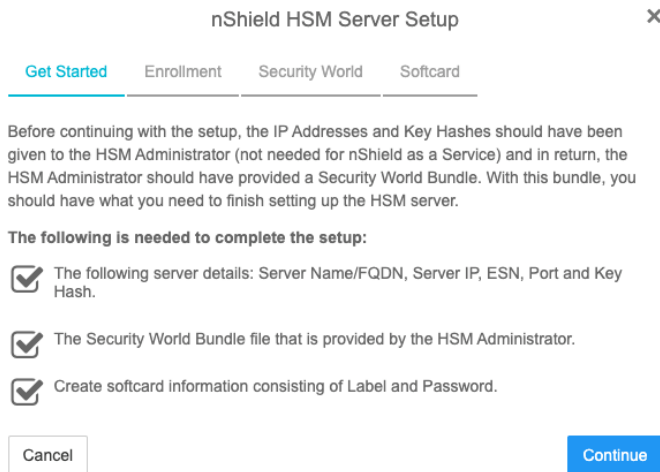 nShield HSM Server Setup
Get Started Enrollment Security World Softcard
Before continuing with the setup, the IP Addresses and Key Hashes should have been
given to the HSM Administrator (not needed for nShield as a Service) and in return, the
HSM Administrator should have provided a Security World Bundle. With this bundle, you
should have what you need to finish setting up the HSM server.
The following is needed to complete the setup:
The following server details: Server Name/FQDN, Server IP, ESN, Port and Key
Hash.
The Security World Bundle file that is provided by the HSM Administrator.
Create softcard information consisting of Label and Password.
Cancel Continue